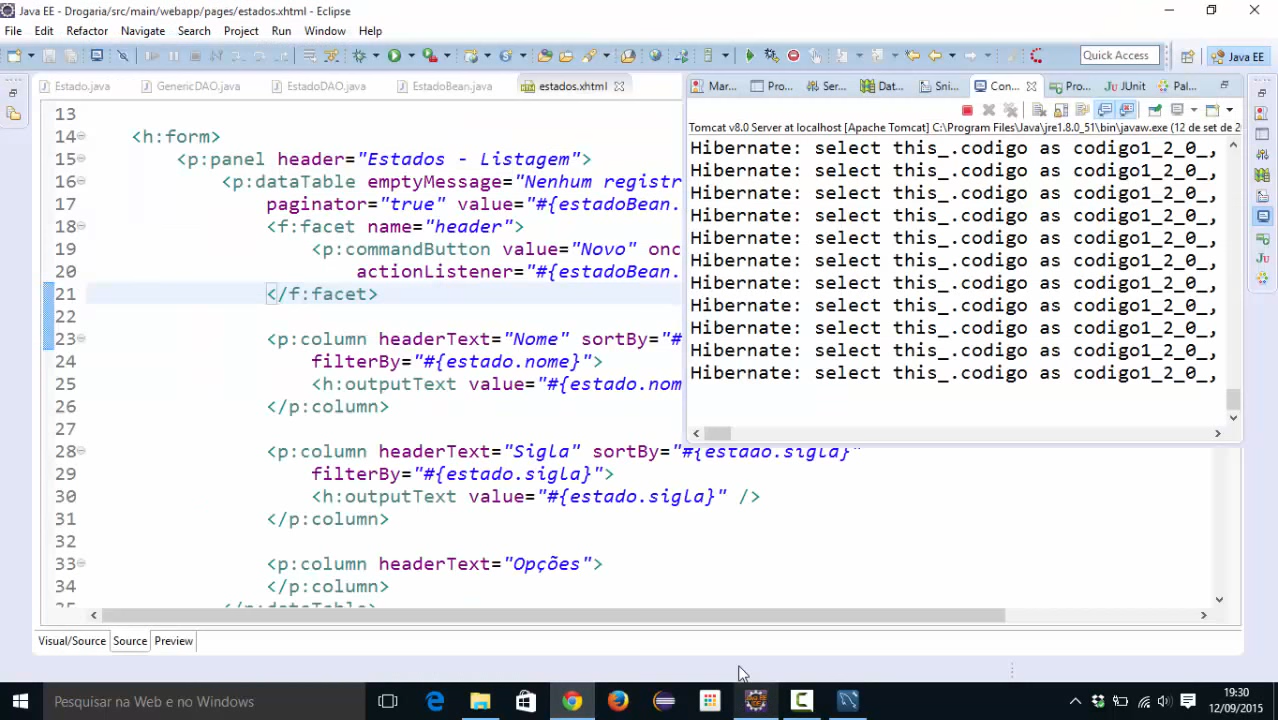 Java EE - Drogaria/src/main/webapp/pages/estados.xhtml - Eclipse
File Edit Refactor Navigate Search Project Run Window Help
Quick Access Java EE
Estado.java GenericDAO.java EstadoDAO.java EstadoBean.java estados.xhtml
Mar... Pro... Ser... Dat... Sni... Con... Pro... JUnit Pal...
Tomcat v8.0 Server at localhost [Apache Tomcat] C:\Program Files\Java\jre1.8.0_51\bin\javaw.exe (12 de set de 20
13
14 <h:form>
15 <p:panel header="Estados - Listagem">
16 <p:dataTable emptyMessage="Nenhum registr
17 paginator="true" value="#{estadoBean.
18 <f:facet name="header">
19 <p:commandButton value="Novo" onc
20 actionListener="#{estadoBean.
21 </f:facet>
22
23 <p:column headerText="Nome" sortBy="#
24 filterBy="#{estado.nome}">
25 <h:outputText value="#{estado.nom
26 </p:column>
27
28 <p:column headerText="Sigla" sortBy="#{estado.sigla}"
29 filterBy="#{estado.sigla}">
30 <h:outputText value="#{estado.sigla}" />
31 </p:column>
32
33 <p:column headerText="Opções">
34 </p:column>
35 </p:dataTable>
Hibernate: select this_.codigo as codigo1_2_0_,
Hibernate: select this_.codigo as codigo1_2_0_,
Hibernate: select this_.codigo as codigo1_2_0_,
Hibernate: select this_.codigo as codigo1_2_0_,
Hibernate: select this_.codigo as codigo1_2_0_,
Hibernate: select this_.codigo as codigo1_2_0_,
Hibernate: select this_.codigo as codigo1_2_0_,
Hibernate: select this_.codigo as codigo1_2_0_,
Hibernate: select this_.codigo as codigo1_2_0_,
Hibernate: select this_.codigo as codigo1_2_0_,
Hibernate: select this_.codigo as codigo1_2_0_,
Visual/Source Source Preview
Pesquisar na Web e no Windows
19:30
12/09/2015